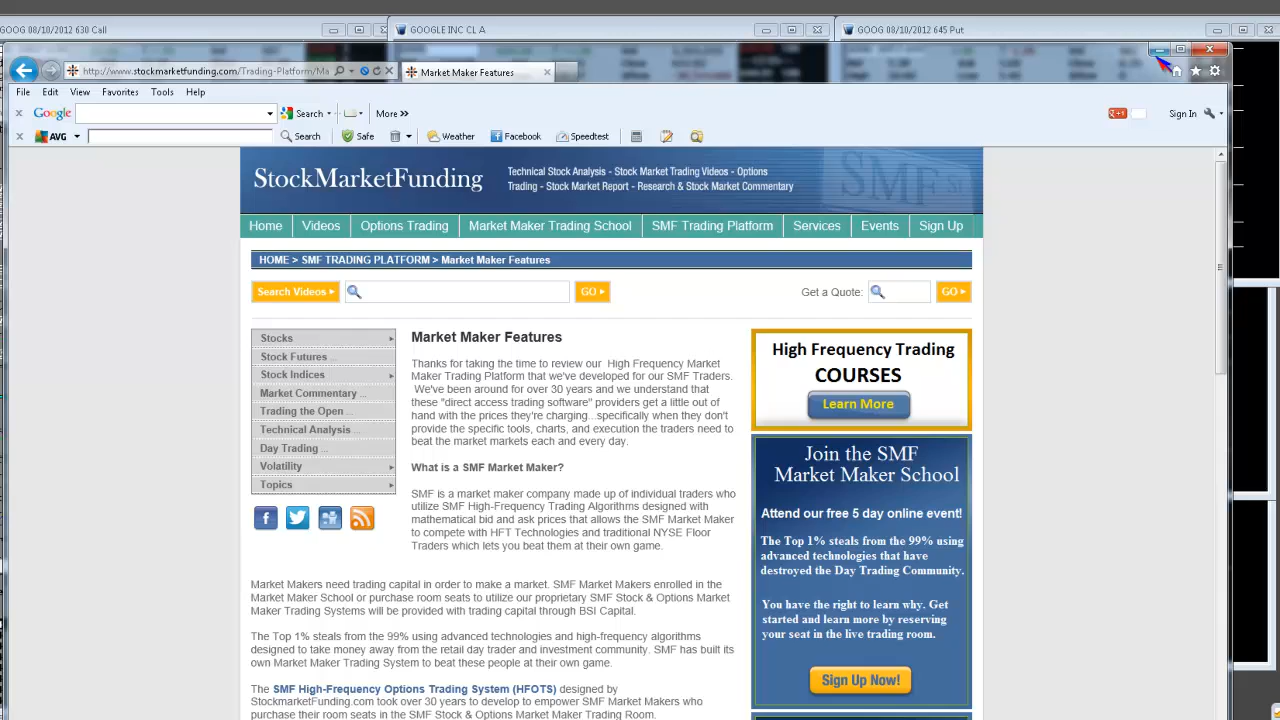 GOOG 08/10/2012 630 Call
GOOGLE INC CL A
GOOG 08/10/2012 645 Put
http://www.stockmarketfunding.com/Trading-Platform/Ma
Market Maker Features
File Edit View Favorites Tools Help
Google Search More »
Sign In
AVG Search Safe Weather Facebook Speedtest
StockMarketFunding
Technical Stock Analysis - Stock Market Trading Videos - Options
Trading - Stock Market Report - Research & Stock Market Commentary
SMF
Home Videos Options Trading Market Maker Trading School SMF Trading Platform Services Events Sign Up
HOME > SMF TRADING PLATFORM > Market Maker Features
Search Videos GO Get a Quote: GO
Stocks
Stock Futures ...
Stock Indices
Market Commentary ...
Trading the Open ...
Technical Analysis ...
Day Trading ...
Volatility
Topics
Market Maker Features
Thanks for taking the time to review our High Frequency Market
Maker Trading Platform that we've developed for our SMF Traders.
We've been around for over 30 years and we understand that
these "direct access trading software" providers get a little out of
hand with the prices they're charging...specifically when they don't
provide the specific tools, charts, and execution the traders need to
beat the market markets each and every day.
What is a SMF Market Maker?
SMF is a market maker company made up of individual traders who
utilize SMF High-Frequency Trading Algorithms designed with
mathematical bid and ask prices that allows the SMF Market Maker
to compete with HFT Technologies and traditional NYSE Floor
Traders which lets you beat them at their own game.
Market Makers need trading capital in order to make a market. SMF Market Makers enrolled in the
Market Maker School or purchase room seats to utilize our proprietary SMF Stock & Options Market
Maker Trading Systems will be provided with trading capital through BSI Capital.
The Top 1% steals from the 99% using advanced technologies and high-frequency algorithms
designed to take money away from the retail day trader and investment community. SMF has built its
own Market Maker Trading System to beat these people at their own game.
The SMF High-Frequency Options Trading System (HFOTS) designed by
StockmarketFunding.com took over 30 years to develop to empower SMF Market Makers who
purchase their room seats in the SMF Stock & Options Market Maker Trading Room.
High Frequency Trading
COURSES
Learn More
Join the SMF
Market Maker School
Attend our free 5 day online event!
The Top 1% steals from the 99% using
advanced technologies that have
destroyed the Day Trading Community.
You have the right to learn why. Get
started and learn more by reserving
your seat in the live trading room.
Sign Up Now!